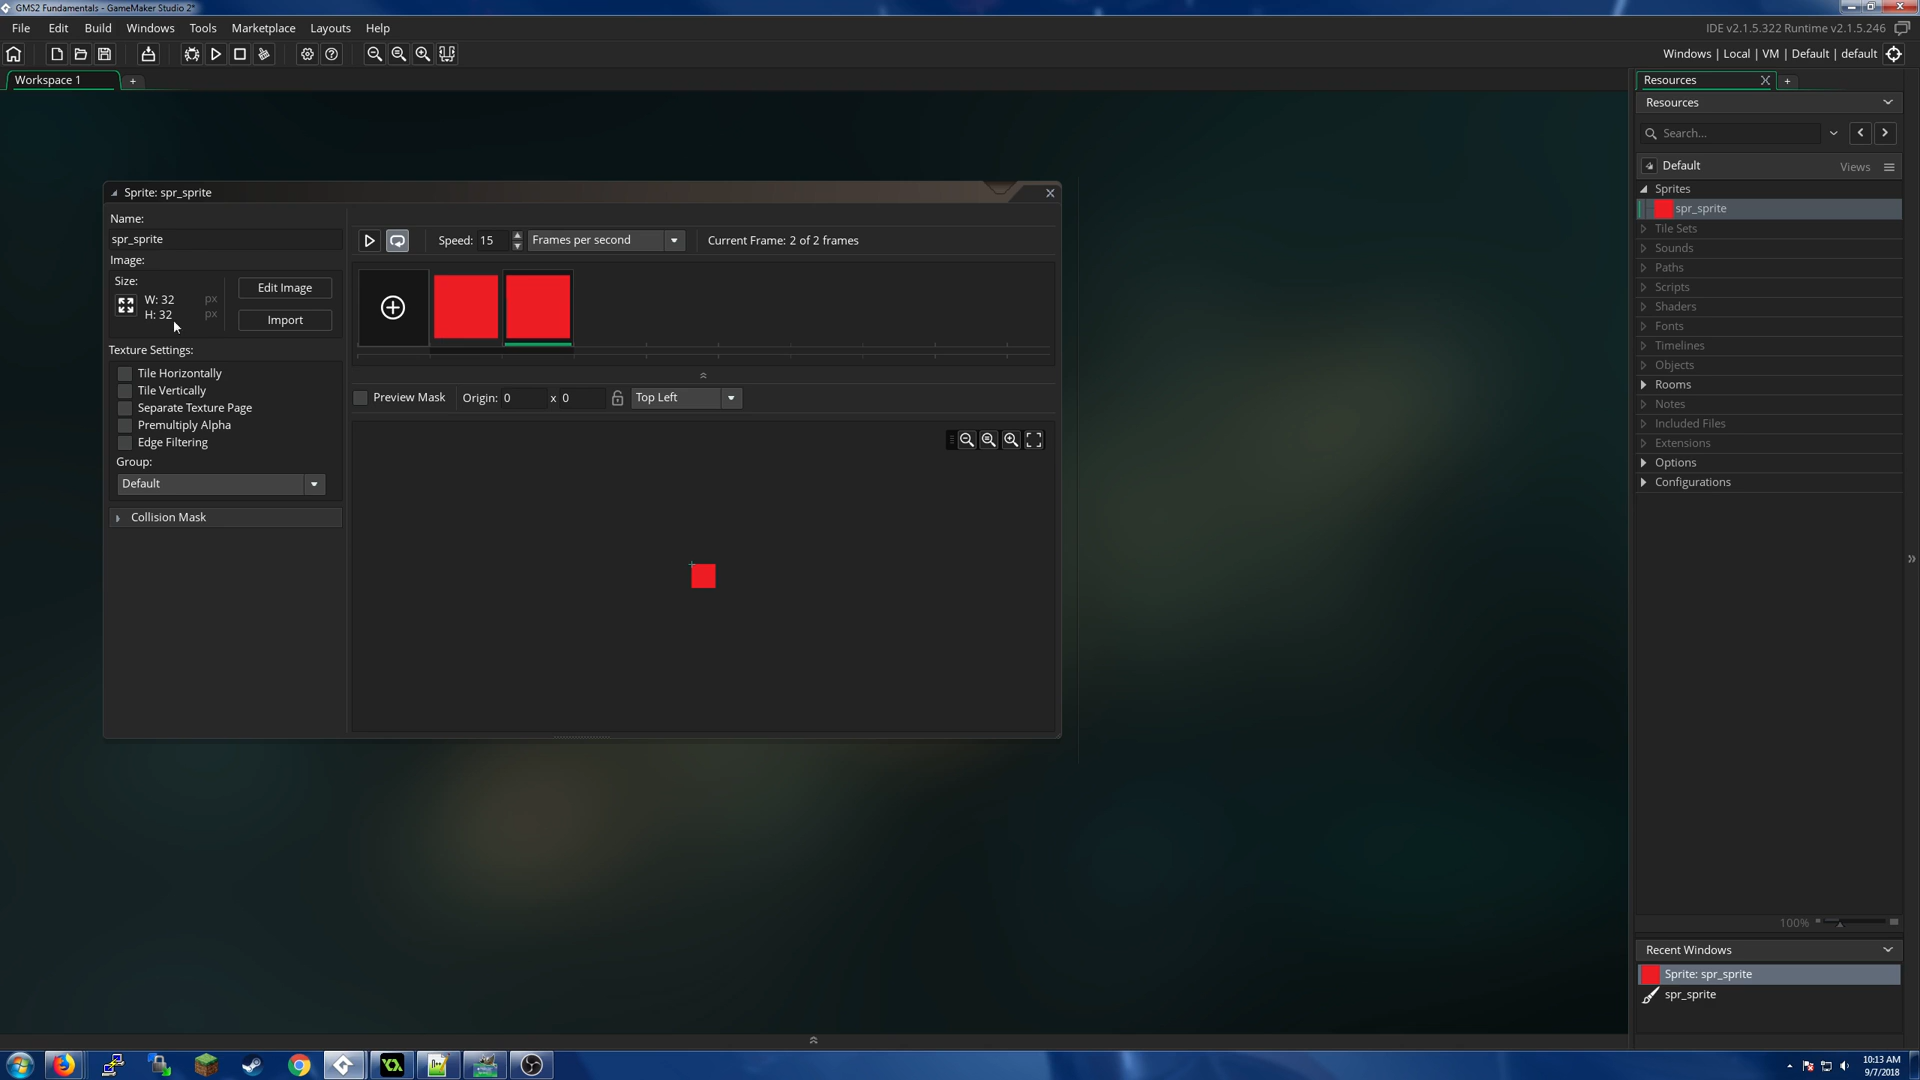 GMS2 Fundamentals - GameMaker Studio 2*
File Edit Build Windows Tools Marketplace Layouts Help
IDE v2.1.5.322 Runtime v2.1.5.246
Windows | Local | VM | Default | default
Workspace 1
Resources
Resources
Search...
Default
Views
Sprites
spr_sprite
Tile Sets
Sounds
Paths
Scripts
Shaders
Fonts
Timelines
Objects
Rooms
Notes
Included Files
Extensions
Options
Configurations
100%
Recent Windows
Sprite: spr_sprite
spr_sprite
Sprite: spr_sprite
Name:
spr_sprite
Image:
Size:
W: 32 px
H: 32 px
Edit Image
Import
Texture Settings:
Tile Horizontally
Tile Vertically
Separate Texture Page
Premultiply Alpha
Edge Filtering
Group:
Default
Collision Mask
Speed: 15 Frames per second Current Frame: 2 of 2 frames
Preview Mask Origin: 0 x 0 Top Left
10:13 AM
9/7/2018